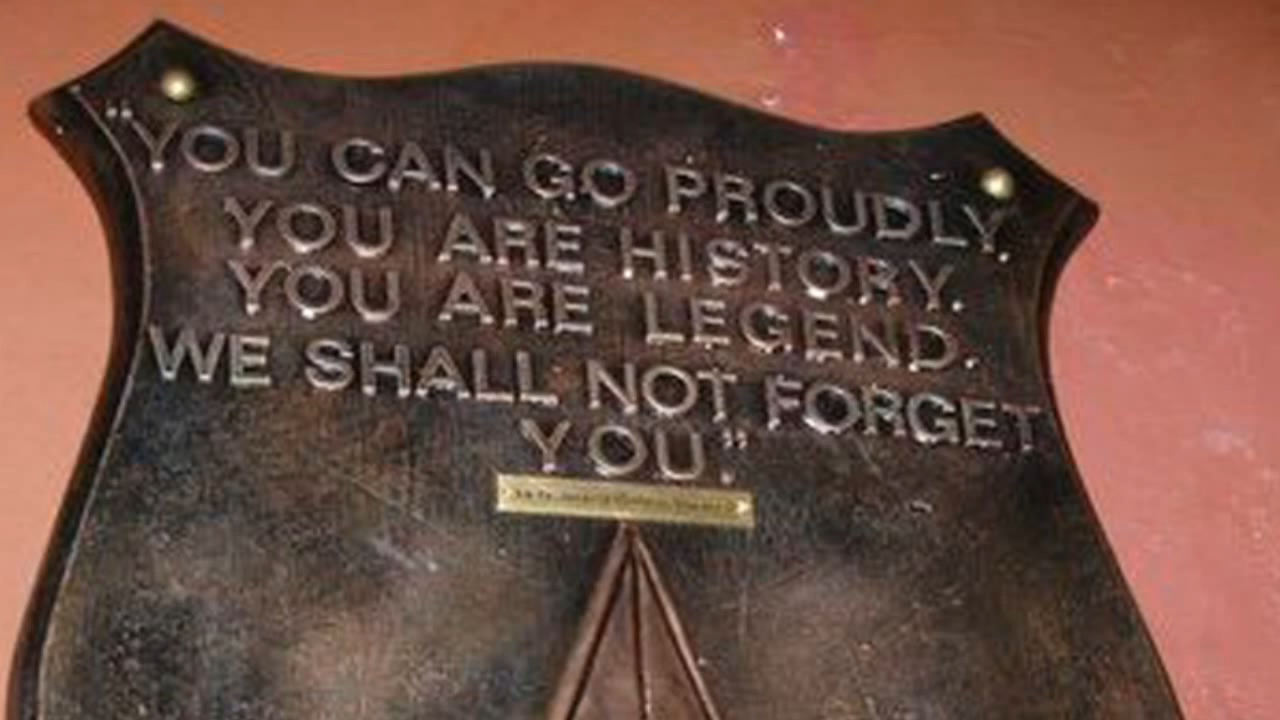 "YOU CAN GO PROUDLY.
YOU ARE HISTORY.
YOU ARE LEGEND.
WE SHALL NOT FORGET
YOU."